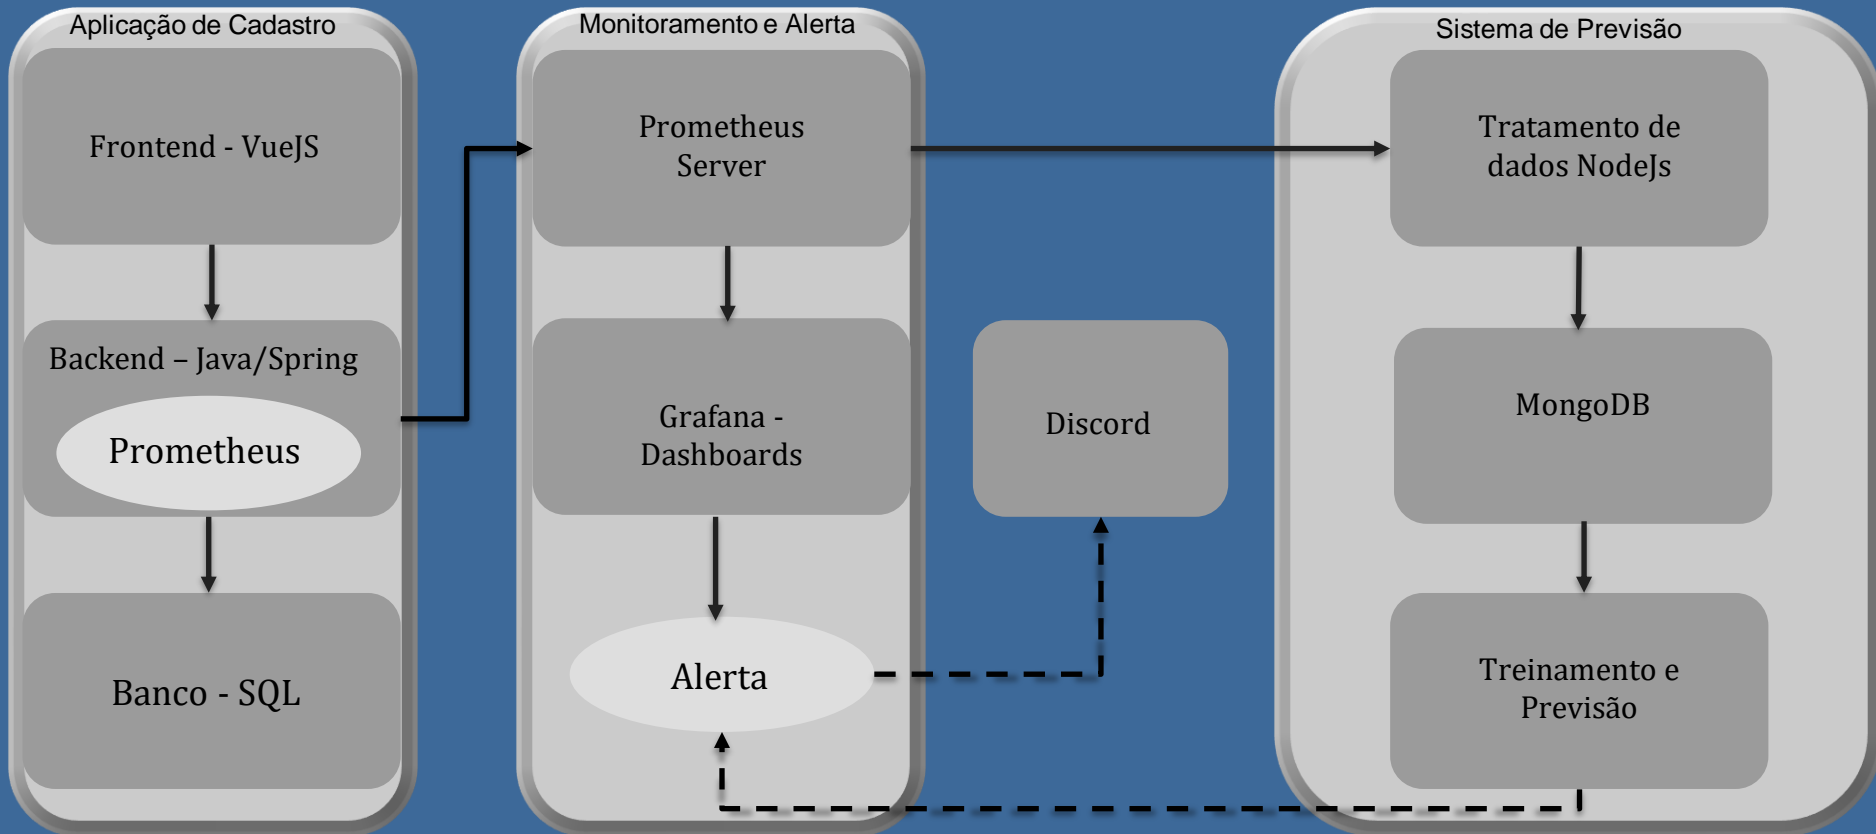 Aplicação de Cadastro
Frontend - VueJS
Backend – Java/Spring
Prometheus
Banco - SQL
Monitoramento e Alerta
Prometheus
Server
Grafana -
Dashboards
Alerta
Discord
Sistema de Previsão
Tratamento de
dados NodeJs
MongoDB
Treinamento e
Previsão